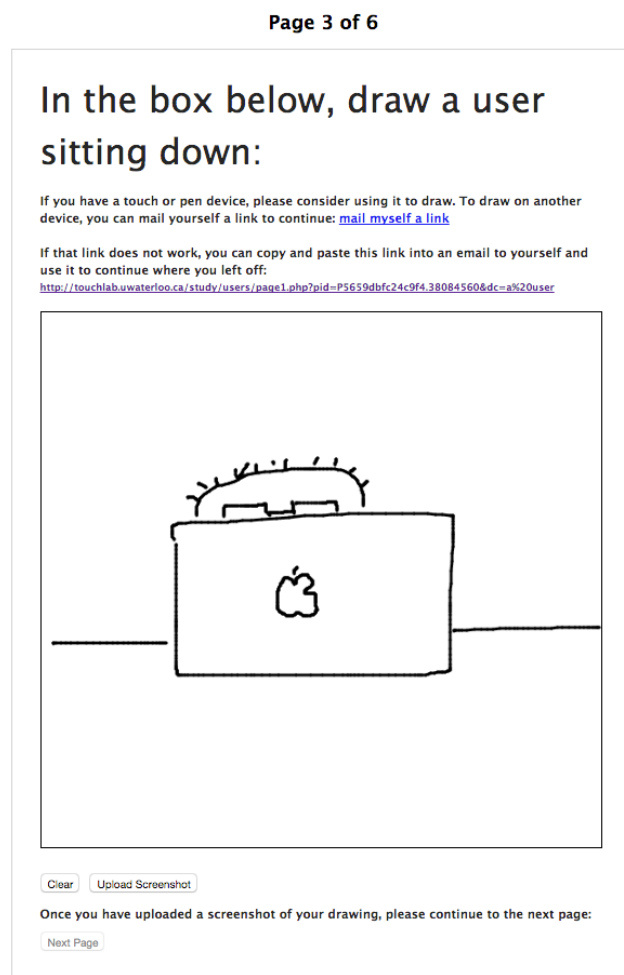 Page 3 of 6
In the box below, draw a user
sitting down:
If you have a touch or pen device, please consider using it to draw. To draw on another
device, you can mail yourself a link to continue: mail myself a link
If that link does not work, you can copy and paste this link into an email to yourself and
use it to continue where you left off:
http://touchlab.uwaterloo.ca/study/users/page1.php?pid=P5659dbfc24c9f4.38084560&dc=a%20user
Clear Upload Screenshot
Once you have uploaded a screenshot of your drawing, please continue to the next page:
Next Page